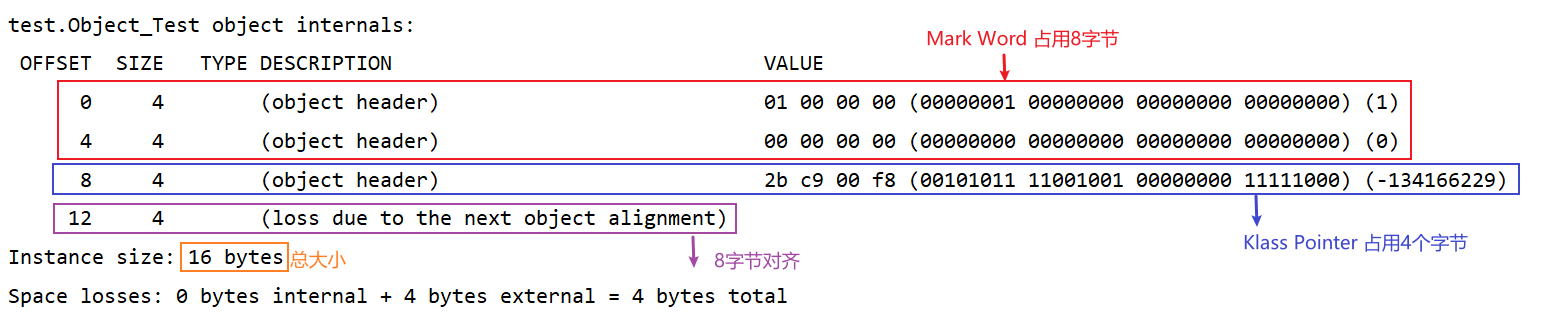 test.Object_Test object internals:
Mark Word 占用8字节
OFFSET  SIZE   TYPE DESCRIPTION                               VALUE
0     4        (object header)                           01 00 00 00 (00000001 00000000 00000000 00000000) (1)
4     4        (object header)                           00 00 00 00 (00000000 00000000 00000000 00000000) (0)
8     4        (object header)                           2b c9 00 f8 (00101011 11001001 00000000 11111000) (-134166229)
12     4        (loss due to the next object alignment)
Klass Pointer 占用4个字节
Instance size: 16 bytes 总大小
8字节对齐
Space losses: 0 bytes internal + 4 bytes external = 4 bytes total